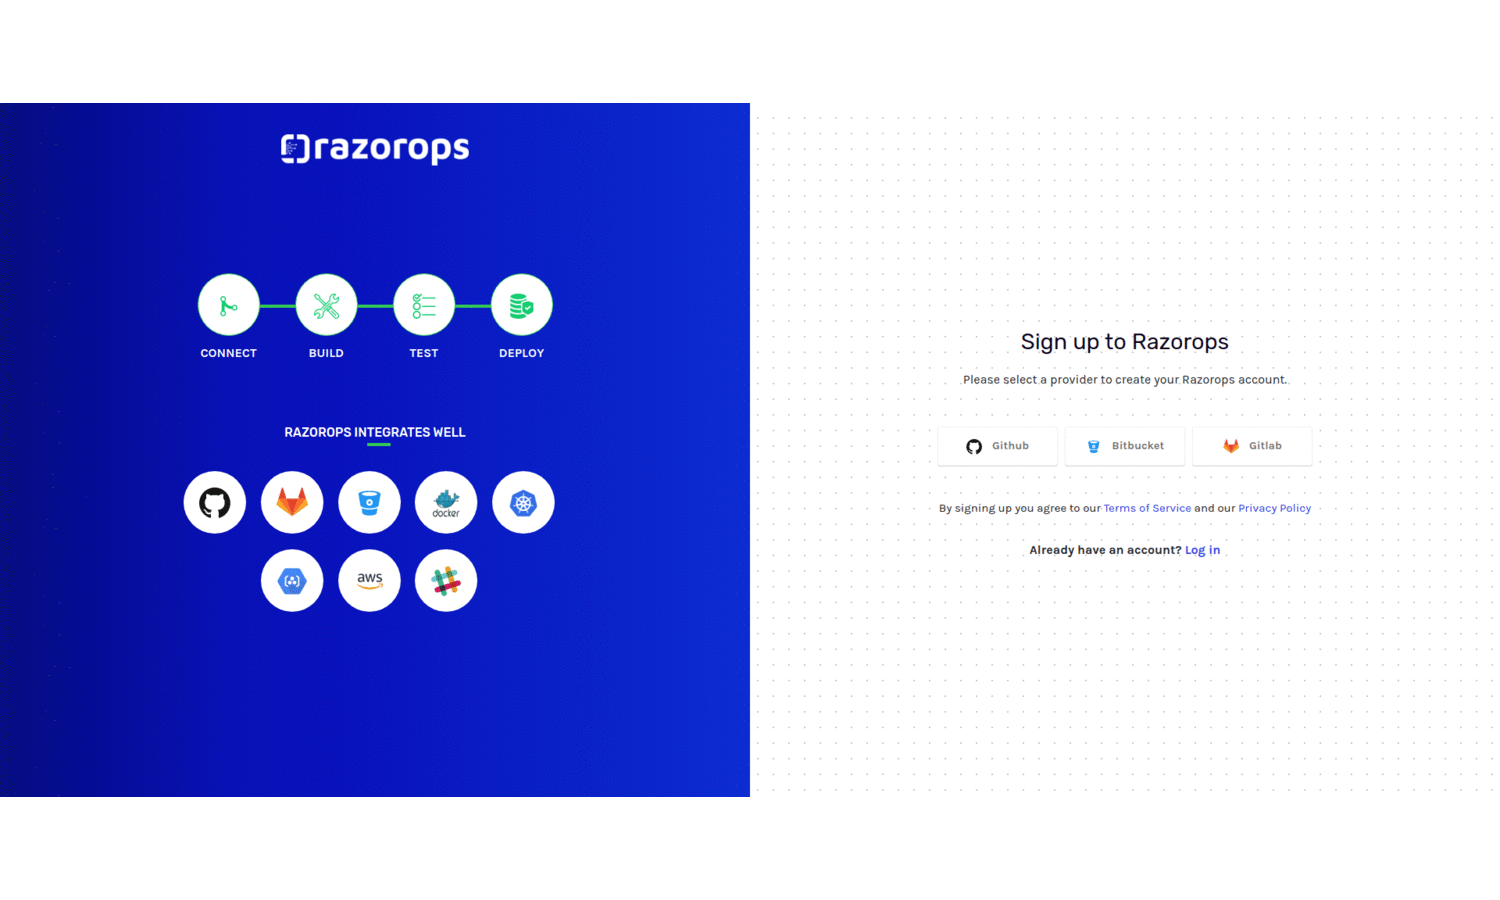 razorops
CONNECT BUILD TEST DEPLOY
RAZOROPS INTEGRATES WELL
docker
aws
Sign up to Razorops
Please select a provider to create your Razorops account.
Github Bitbucket Gitlab
By signing up you agree to our Terms of Service and our Privacy Policy
Already have an account? Log in